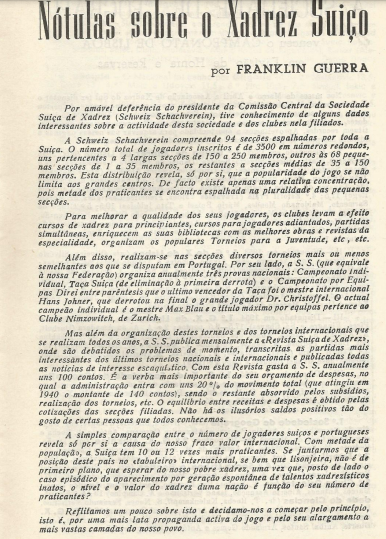 Nótulas sobre o Xadrez Suiço
por FRANKLIN GUERRA
Por amável deferência do presidente da Comissão Central da Sociedade
Suiça de Xadrez (Schweiz Schachverein), tive conhecimento de alguns dados
interessantes sobre a actividade desta sociedade e dos clubes nela filiados.
A Schweiz Schachverein compreende 94 secções espalhadas por toda a
Suiça. O número total de jogadores inscritos é de 3500 em números redondos,
uns pertencentes a 4 largas secções de 150 a 250 membros, outros às 68 peque-
nas secções de 1 a 35 membros, os restantes a secções médias de 35 a 150
membros. Esta distribuição revela, só por si, que a popularidade do jogo se não
limita aos grandes centros. De facto existe apenas uma relativa concentração,
pois metade dos praticantes se encontra espalhada na pluralidade das pequenas
secções.
Para melhorar a qualidade dos seus jogadores, os clubes levam a efeito
cursos de xadrez para principiantes, cursos para jogadores adiantados, partidas
simultâneas, enriquecem as suas bibliotecas com as melhores obras e revistas da
especialidade, organizam os populares Torneios para a Juventude, etc., etc.
Além disso, realizam-se nas secções diversos torneios mais ou menos
semelhantes aos que se disputam em Portugal. Por seu lado, a S. S. (que equivale
à nossa Federação) organiza anualmente três provas nacionais: Campeonato indi-
vidual, Taça Suiça (de eliminação à primeira derrota) e o Campeonato por Equi-
pas Direi entre parêntesis que o ultimo vencedor da Taça foi o mestre internacional
Hans Johner, que derrotou na final o grande jogador Dr. Christoffel. O actual
campeão individual é o mestre Max Blau e o titulo máximo por equipas pertence ao
Clube Nimzowitch, de Zurich.
Mas além da organização destes torneios e dos torneios internacionais que
se realizam todos os anos, a S. S. publica mensalmente a «Revista Suiça de Xadrez»,
onde são debatidos os problemas de momento, transcritas as partidas mais
interessantes dos últimos torneios nacionais e internacionais e publicadas todas
as noticias de interesse escaquístico. Com esta Revista gasta a S. S. anualmente
uns 100 contos. É a verba mais importante do seu orçamento de despesas, no
qual a administração entra com uns 20 % do movimento total (que atingiu em
1940 o montante de 140 contos), sendo o restante absorvido pelos subsídios,
realização dos torneios, etc. O equilíbrio entre receitas e despesas é obtido pelas
cotizações das secções filiadas. Não há os ilusórios saldos positivos tão do
gosto de certas pessoas que todos conhecemos.
A simples comparação entre o número de jogadores suiços e portugueses
revela só por si a causa do nosso fraco valor internacional. Com metade da
população, a Suiça tem 10 ou 12 vezes mais praticantes. Se juntarmos que a
posição deste país no «tabuleiro» internacional, se bem que lisonjeira, não é de
primeiro plano, que esperar do nosso pobre xadrez, uma vez que, posto de lado o
caso episódico do aparecimento por geração espontânea de talentos xadrezísticos
inatos, o nível e o valor do xadrez duma nação é função do seu número de
praticantes?
Reflitamos um pouco sobre isto e decidamo-nos a começar pelo princípio,
isto é, por uma mais lata propaganda activa do jogo e pelo seu alargamento a
mais vastas camadas do nosso povo.